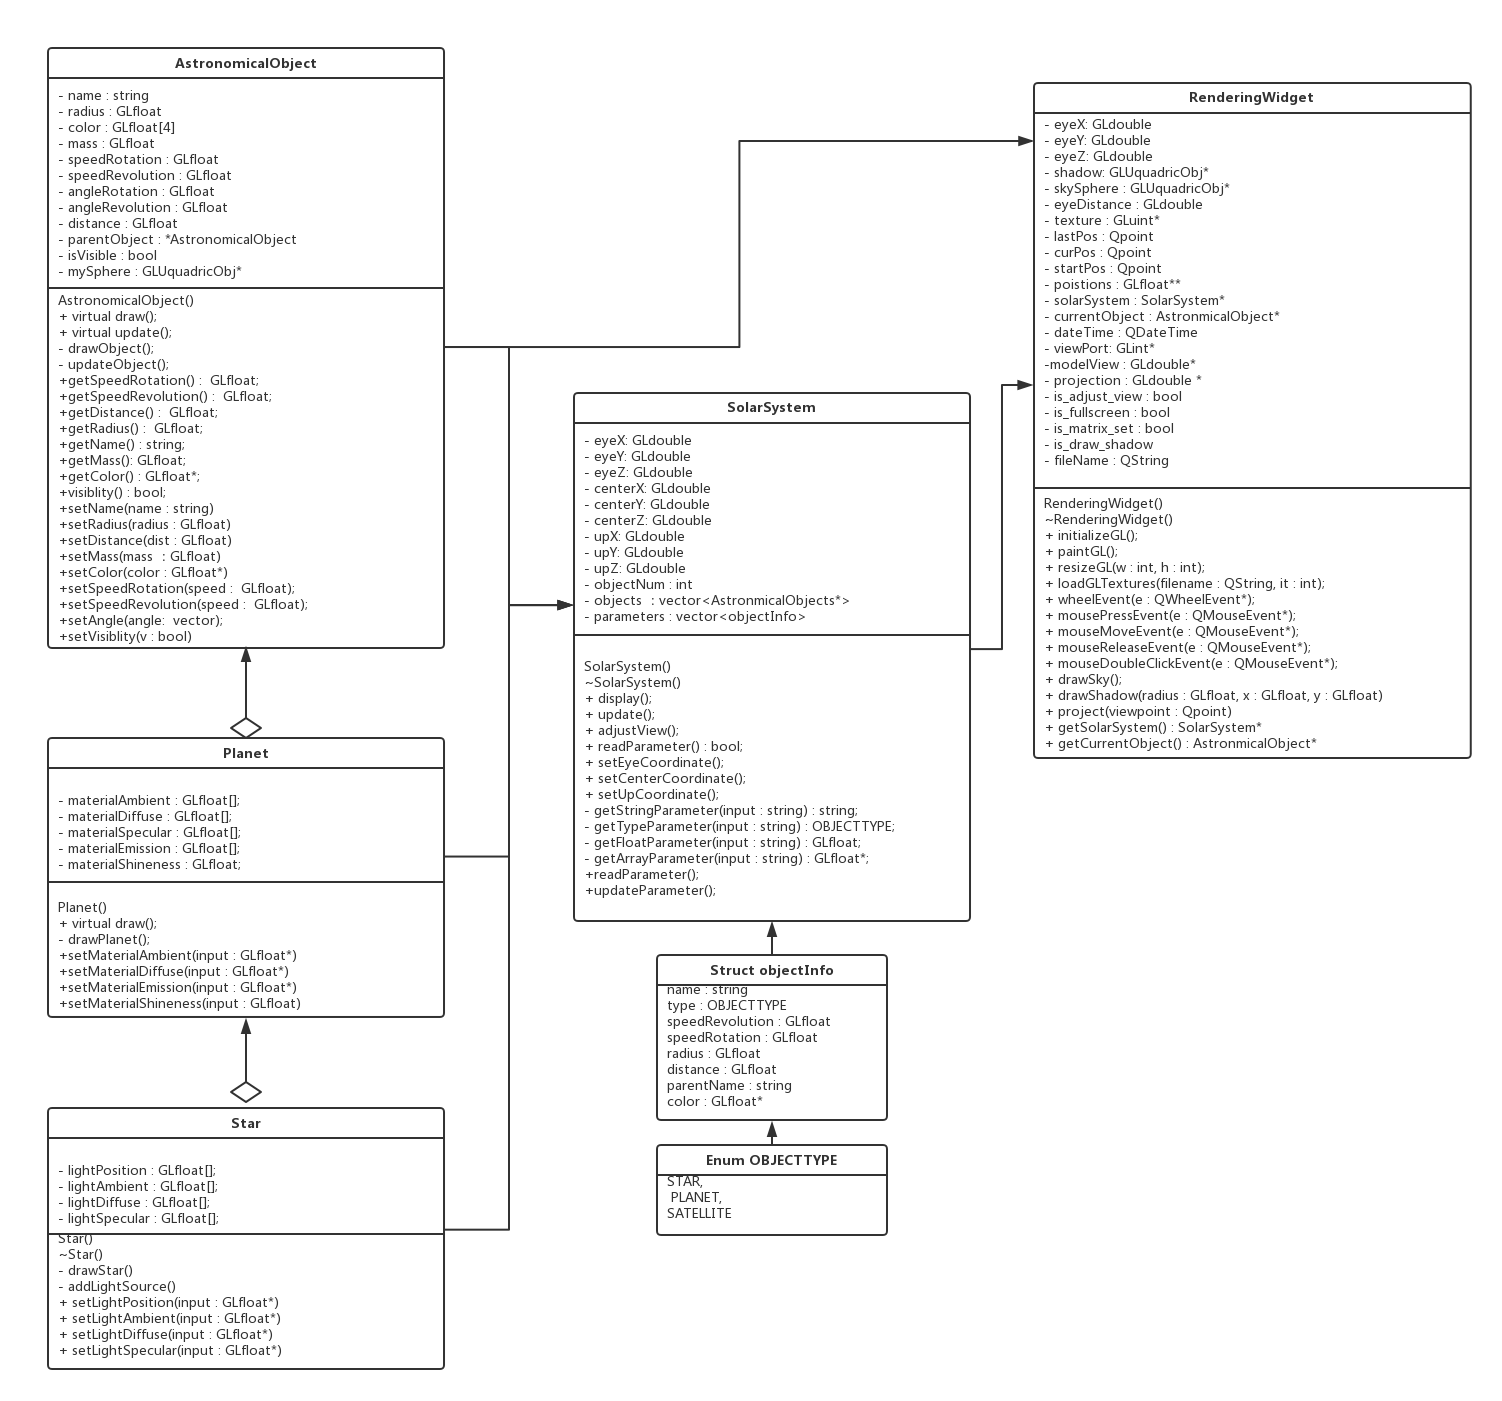 AstronomicalObject
- name : string
- radius : GLfloat
- color : GLfloat[4]
- mass : GLfloat
- speedRotation : GLfloat
- speedRevolution : GLfloat
- angleRotation : GLfloat
- angleRevolution : GLfloat
- distance : GLfloat
- parentObject : *AstronomicalObject
- isVisible : bool
- mySphere : GLUquadricObj*
AstronomicalObject()
+ virtual draw();
+ virtual update();
- drawObject();
- updateObject();
+getSpeedRotation() :  GLfloat;
+getSpeedRevolution() :  GLfloat;
+getDistance() :  GLfloat;
+getRadius() :  GLfloat;
+getName() : string;
+getMass(): GLfloat;
+getColor() : GLfloat*;
+visiblity() : bool;
+setName(name : string)
+setRadius(radius : GLfloat)
+setDistance(dist : GLfloat)
+setMass(mass  : GLfloat)
+setColor(color : GLfloat*)
+setSpeedRotation(speed :  GLfloat);
+setSpeedRevolution(speed :  GLfloat);
+setAngle(angle:  vector);
+setVisiblity(v : bool)
Planet
- materialAmbient : GLfloat[];
- materialDiffuse : GLfloat[];
- materialSpecular : GLfloat[];
- materialEmission : GLfloat[];
- materialShineness : GLfloat;
Planet()
+ virtual draw();
- drawPlanet();
+setMaterialAmbient(input : GLfloat*)
+setMaterialDiffuse(input : GLfloat*)
+setMaterialEmission(input : GLfloat*)
+setMaterialShineness(input : GLfloat)
Star
- lightPosition : GLfloat[];
- lightAmbient : GLfloat[];
- lightDiffuse : GLfloat[];
- lightSpecular : GLfloat[];
Star()
~Star()
- drawStar()
- addLightSource()
+ setLightPosition(input : GLfloat*)
+ setLightAmbient(input : GLfloat*)
+ setLightDiffuse(input : GLfloat*)
+ setLightSpecular(input : GLfloat*)
SolarSystem
- eyeX: GLdouble
- eyeY: GLdouble
- eyeZ: GLdouble
- centerX: GLdouble
- centerY: GLdouble
- centerZ: GLdouble
- upX: GLdouble
- upY: GLdouble
- upZ: GLdouble
- objectNum : int
- objects  : vector<AstronmicalObjects*>
- parameters : vector<objectInfo>
SolarSystem()
~SolarSystem()
+ display();
+ update();
+ adjustView();
+ readParameter() : bool;
+ setEyeCoordinate();
+ setCenterCoordinate();
+ setUpCoordinate();
- getStringParameter(input : string) : string;
- getTypeParameter(input : string) : OBJECTTYPE;
- getFloatParameter(input : string) : GLfloat;
- getArrayParameter(input : string) : GLfloat*;
+readParameter();
+updateParameter();
Struct objectInfo
name : string
type : OBJECTTYPE
speedRevolution : GLfloat
speedRotation : GLfloat
radius : GLfloat
distance : GLfloat
parentName : string
color : GLfloat*
Enum OBJECTTYPE
STAR,
PLANET,
SATELLITE
RenderingWidget
- eyeX: GLdouble
- eyeY: GLdouble
- eyeZ: GLdouble
- shadow: GLUquadricObj*
- skySphere : GLUquadricObj*
- eyeDistance : GLdouble
- texture : GLuint*
- lastPos : Qpoint
- curPos : Qpoint
- startPos : Qpoint
- poistions : GLfloat**
- solarSystem : SolarSystem*
- currentObject : AstronmicalObject*
- dateTime : QDateTime
- viewPort: GLint*
-modelView : GLdouble*
- projection : GLdouble *
- is_adjust_view : bool
- is_fullscreen : bool
- is_matrix_set : bool
- is_draw_shadow
- fileName : QString
RenderingWidget()
~RenderingWidget()
+ initializeGL();
+ paintGL();
+ resizeGL(w : int, h : int);
+ loadGLTextures(filename : QString, it : int);
+ wheelEvent(e : QWheelEvent*);
+ mousePressEvent(e : QMouseEvent*);
+ mouseMoveEvent(e : QMouseEvent*);
+ mouseReleaseEvent(e : QMouseEvent*);
+ mouseDoubleClickEvent(e : QMouseEvent*);
+ drawSky();
+ drawShadow(radius : GLfloat, x : GLfloat, y : GLfloat)
+ project(viewpoint : Qpoint)
+ getSolarSystem() : SolarSystem*
+ getCurrentObject() : AstronmicalObject*